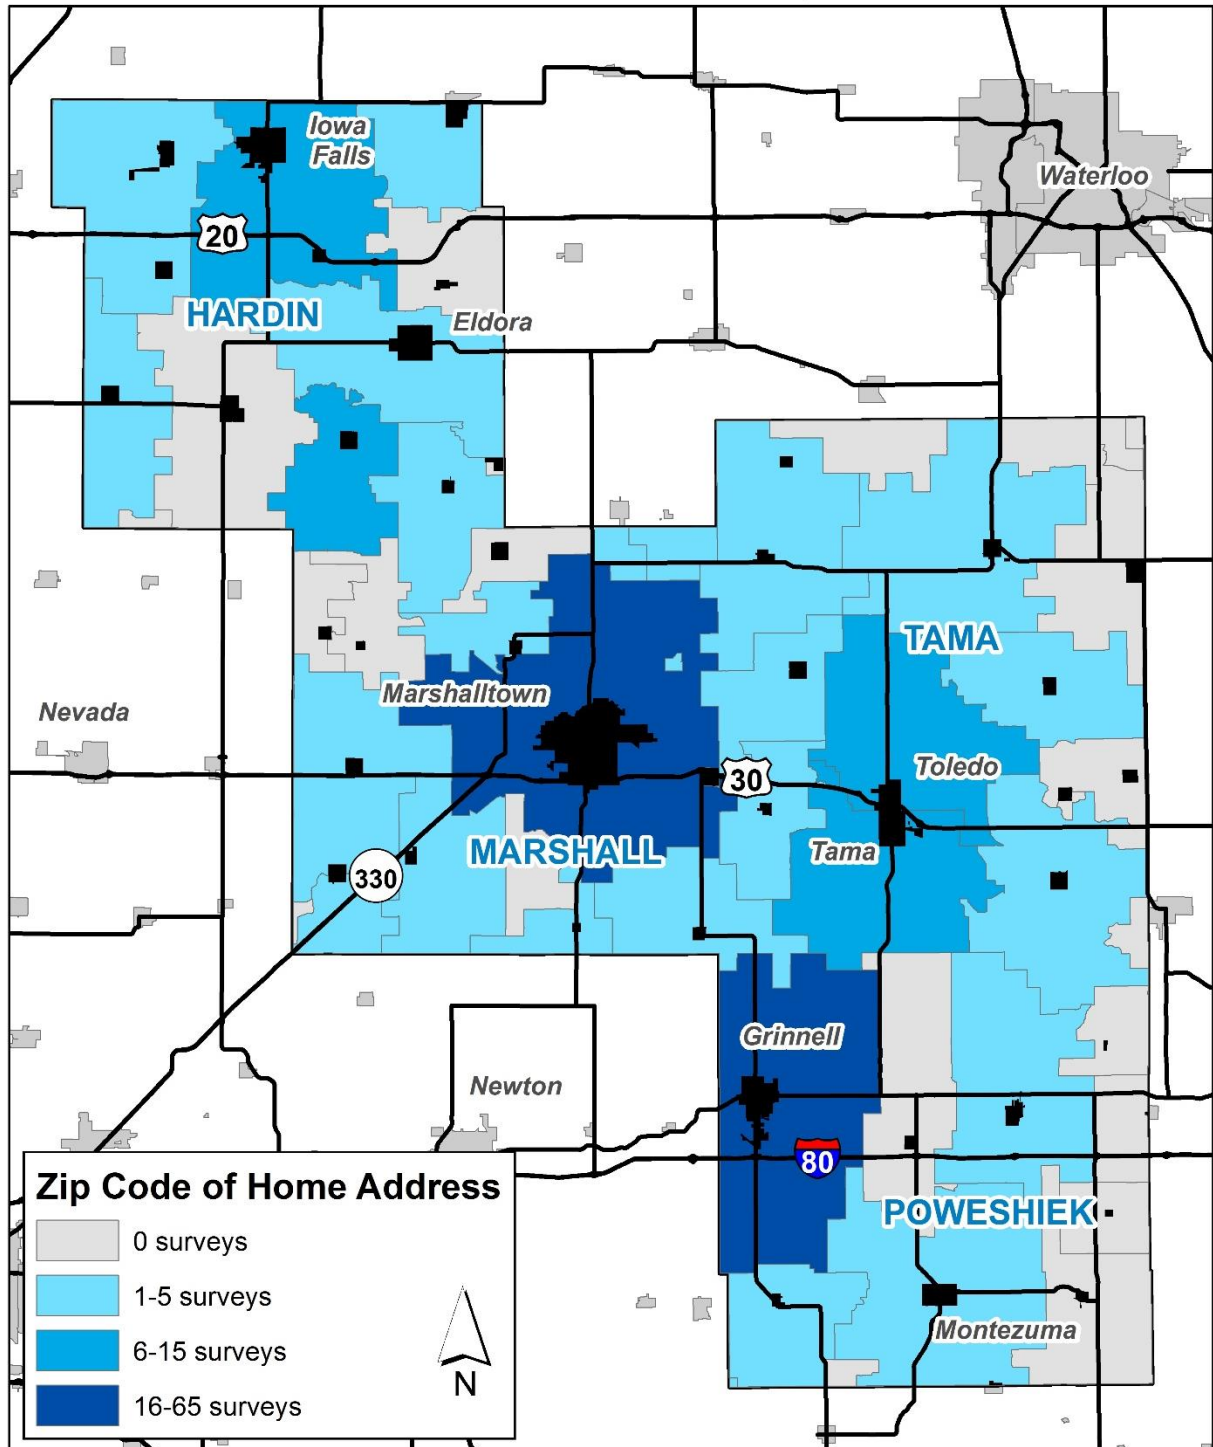 Iowa
Falls
Waterloo
20
HARDIN
Eldora
TAMA
Marshalltown
Nevada
Toledo
30
MARSHALL
Tama
330
Grinnell
Newton
80
POWESHIEK
Montezuma
Zip Code of Home Address
0 surveys
1-5 surveys
6-15 surveys
16-65 surveys
N